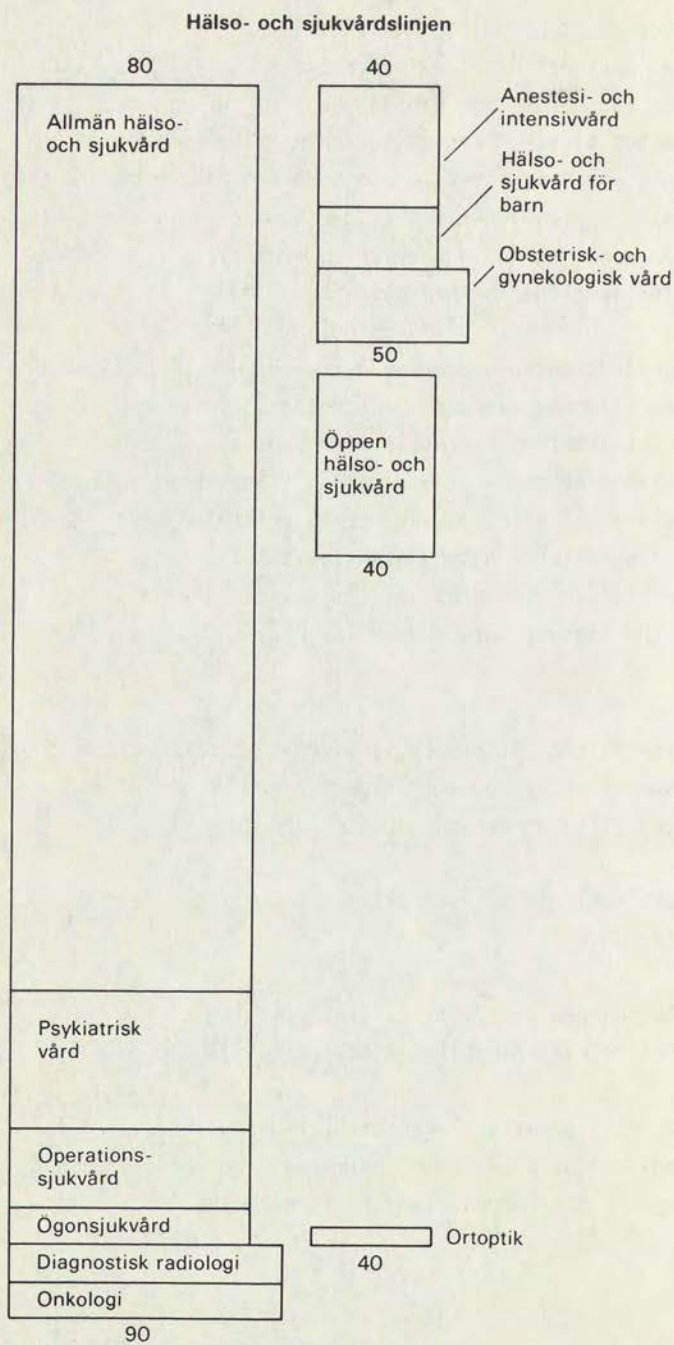 Hälso- och sjukvårdslinjen
80
Allmän hälso-
och sjukvård
Psykiatrisk
vård
Operations-
sjukvård
Ögonsjukvård
Diagnostisk radiologi
Onkologi
90
40
Anestesi- och
intensivvård
Hälso- och
sjukvård för
barn
Obstetrisk- och
gynekologisk vård
50
Öppen
hälso- och
sjukvård
40
Ortoptik
40